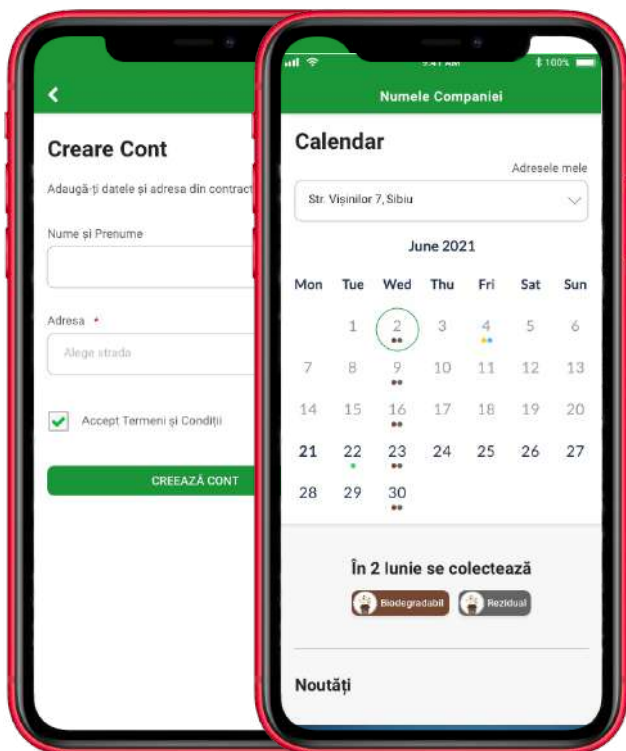 Creare Cont
Adaugă-ți datele și adresa din contract
Nume și Prenume
Adresa *
Alege strada
Accept Termeni și Condiții
CREEAZĂ CONT
9:41 AM
100%
Numele Companiei
Calendar
Adresele mele
Str. Vișinilor 7, Sibiu
June 2021
Mon Tue Wed Thu Fri Sat Sun
1 2 3 4 5 6
7 8 9 10 11 12 13
14 15 16 17 18 19 20
21 22 23 24 25 26 27
28 29 30
În 2 Iunie se colectează
Biodegradabil Rezidual
Noutăți